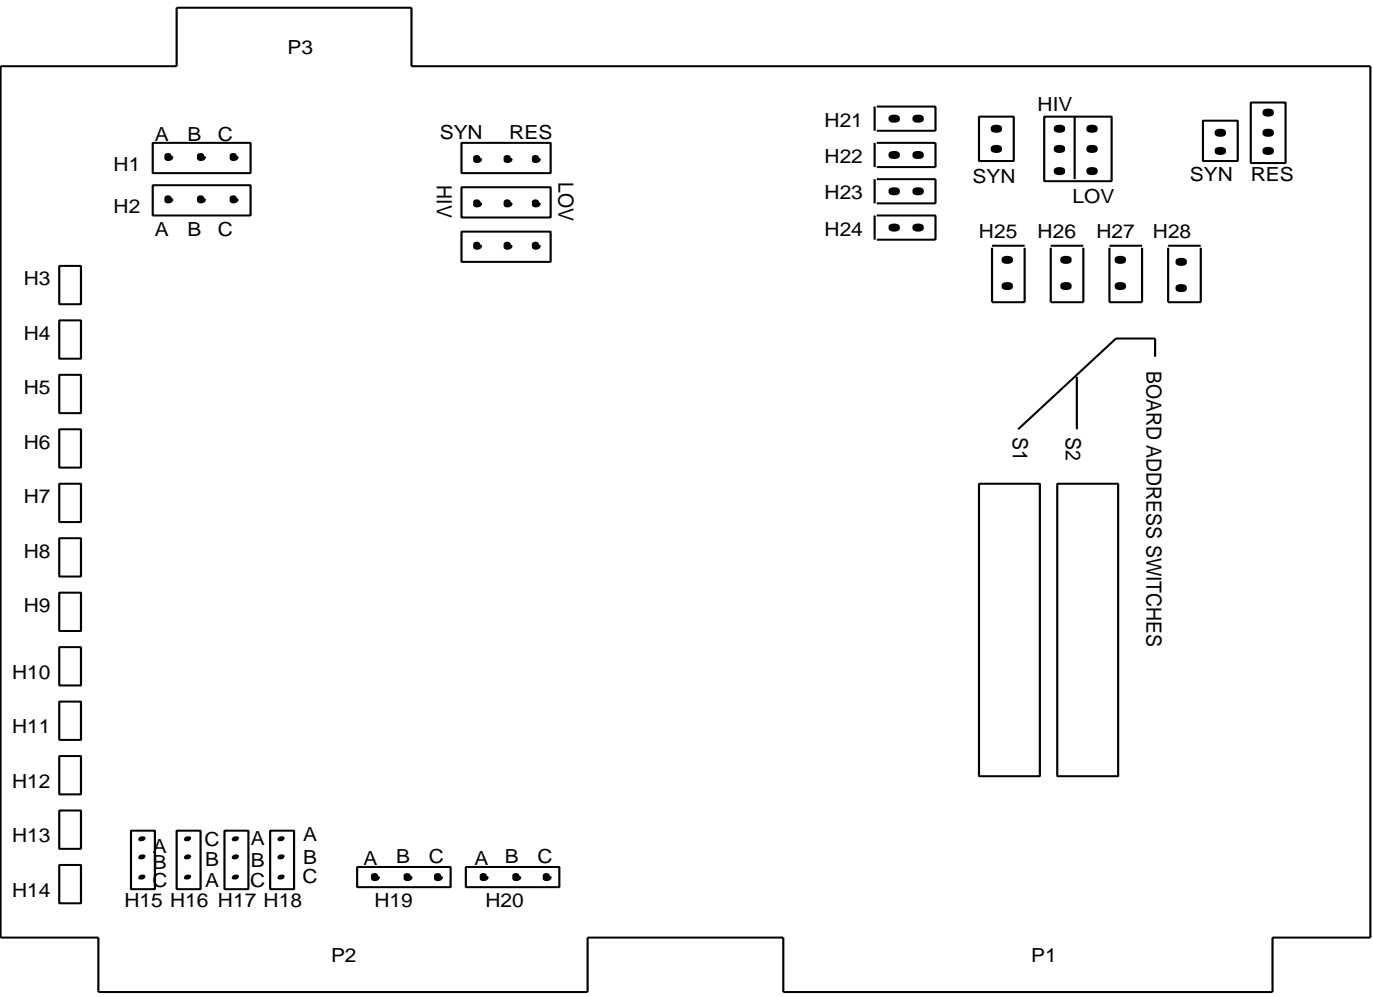 P3
A B C
H1
H2
A B C
SYN RES
HIV
LOV
H21
H22
H23
H24
SYN
HIV
LOV
SYN RES
H25 H26 H27 H28
H3
H4
H5
H6
H7
H8
H9
H10
H11
H12
H13
H14
BOARD ADDRESS SWITCHES
S1
S2
A
B
C
H15
C
B
A
H16
A
B
C
H17
A
B
C
H18
A B C
H19
A B C
H20
P2
P1